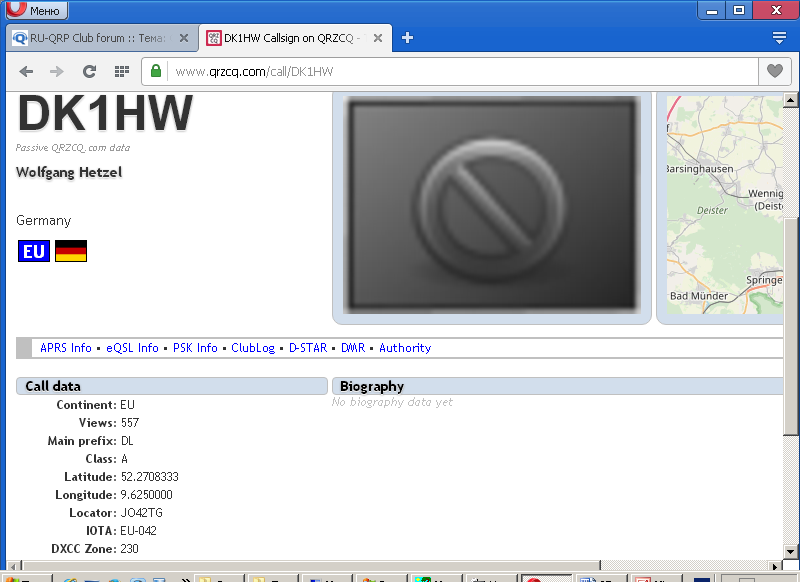 Меню
RU-QRP Club forum :: Тема:
DK1HW Callsign on QRZCQ -
www.qrzcq.com/call/DK1HW
DK1HW
Passive QRZCQ.com data
Wolfgang Hetzel
Germany
EU
Barsinghausen
Wennig
(Deist
Deister
Springe
Bad Münder
APRS Info • eQSL Info • PSK Info • ClubLog • D-STAR • DMR • Authority
Call data
Biography
No biography data yet
Continent: EU
Views: 557
Main prefix: DL
Class: A
Latitude: 52.2708333
Longitude: 9.6250000
Locator: JO42TG
IOTA: EU-042
DXCC Zone: 230